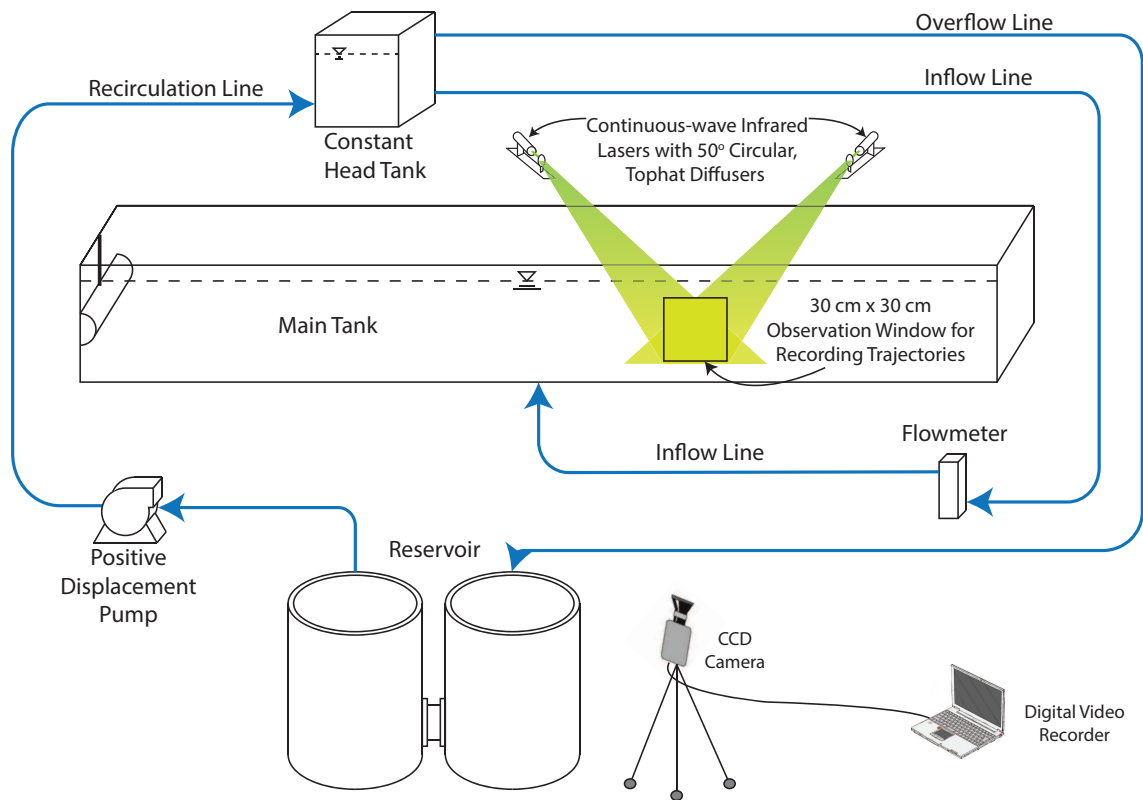 Overflow Line
Recirculation Line
Inflow Line
Constant
Head Tank
Continuous-wave Infrared
Lasers with 50º Circular,
Tophat Diffusers
Main Tank
30 cm x 30 cm
Observation Window for
Recording Trajectories
Flowmeter
Inflow Line
Positive
Displacement
Pump
Reservoir
CCD
Camera
Digital Video
Recorder